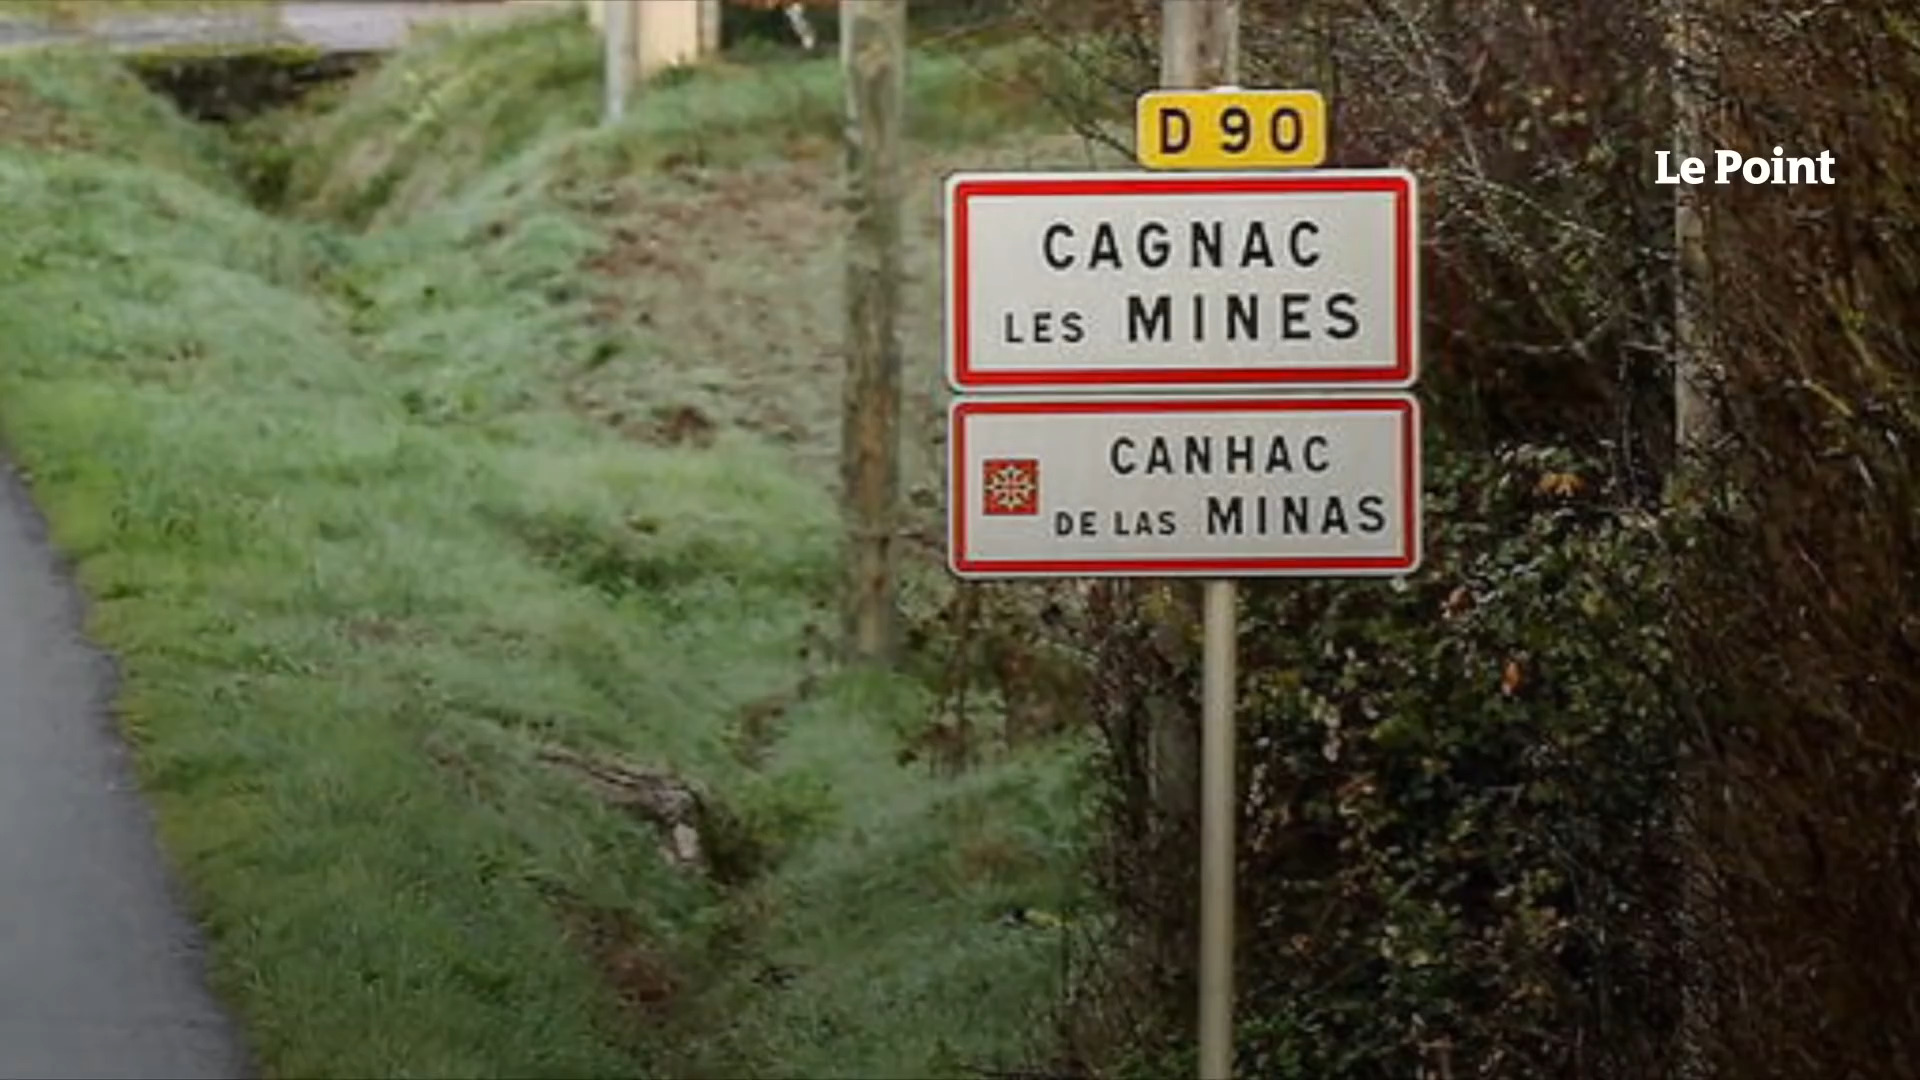 D 90
Le Point
CAGNAC
LES MINES
CANHAC
DE LAS MINAS